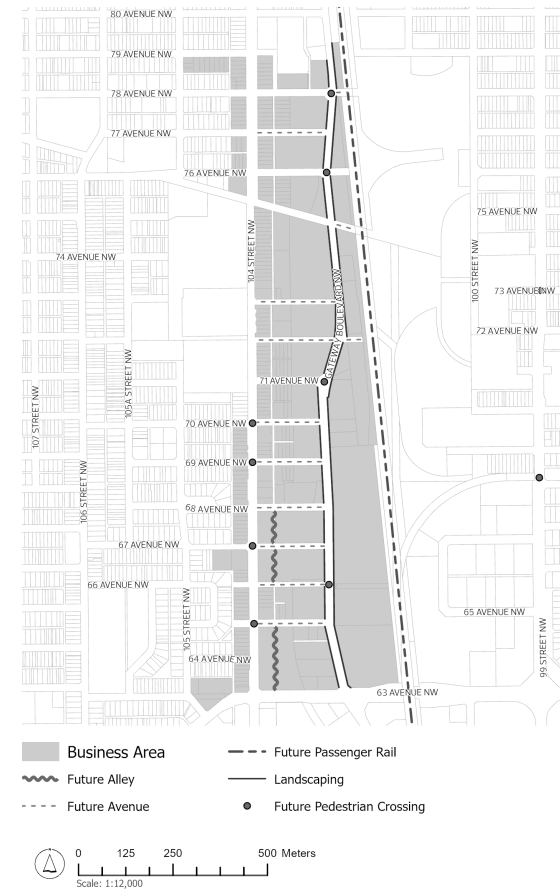 80 AVENUE NW
79 AVENUE NW
78 AVENUE NW
77 AVENUE NW
76 AVENUE NW
75 AVENUE NW
104 STREET NW
100 STREET NW
74 AVENUE NW
GATEWAY BOULEVARD NW
72 AVENUE NW
71 AVENUE NW
105A STREET NW
107 STREET NW
70 AVENUE NW
69 AVENUE NW
106 STREET NW
68 AVENUE NW
67 AVENUE NW
66 AVENUE NW
65 AVENUE NW
105 STREET NW
99 STREET NW
64 AVENUE NW
63 AVENUE NW
Business Area
Future Passenger Rail
Future Alley
Landscaping
Future Avenue
Future Pedestrian Crossing
0 125 250 500 Meters
Scale: 1:12,000